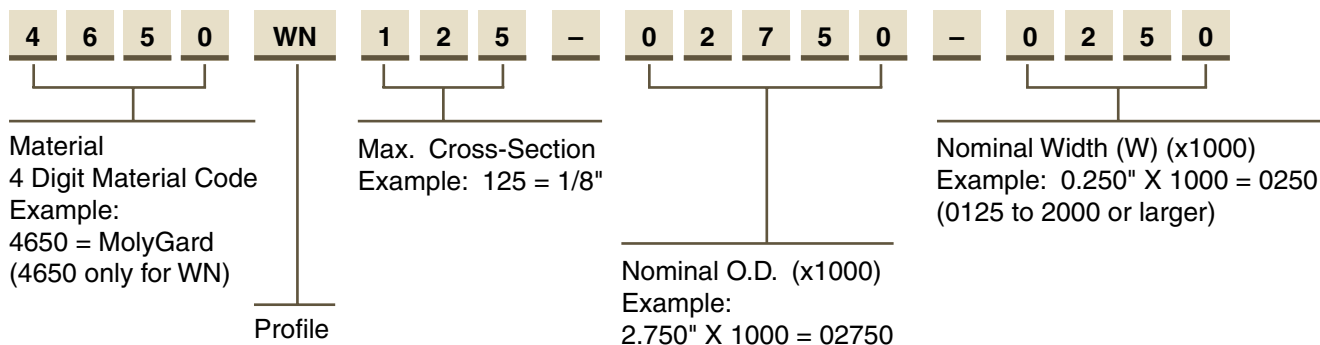 4 6 5 0 WN 1 2 5 – 0 2 7 5 0 – 0 2 5 0
Material
4 Digit Material Code
Example:
4650 = MolyGard
(4650 only for WN)
Profile
Max. Cross-Section
Example: 125 = 1/8"
Nominal O.D. (x1000)
Example:
2.750" X 1000 = 02750
Nominal Width (W) (x1000)
Example: 0.250" X 1000 = 0250
(0125 to 2000 or larger)